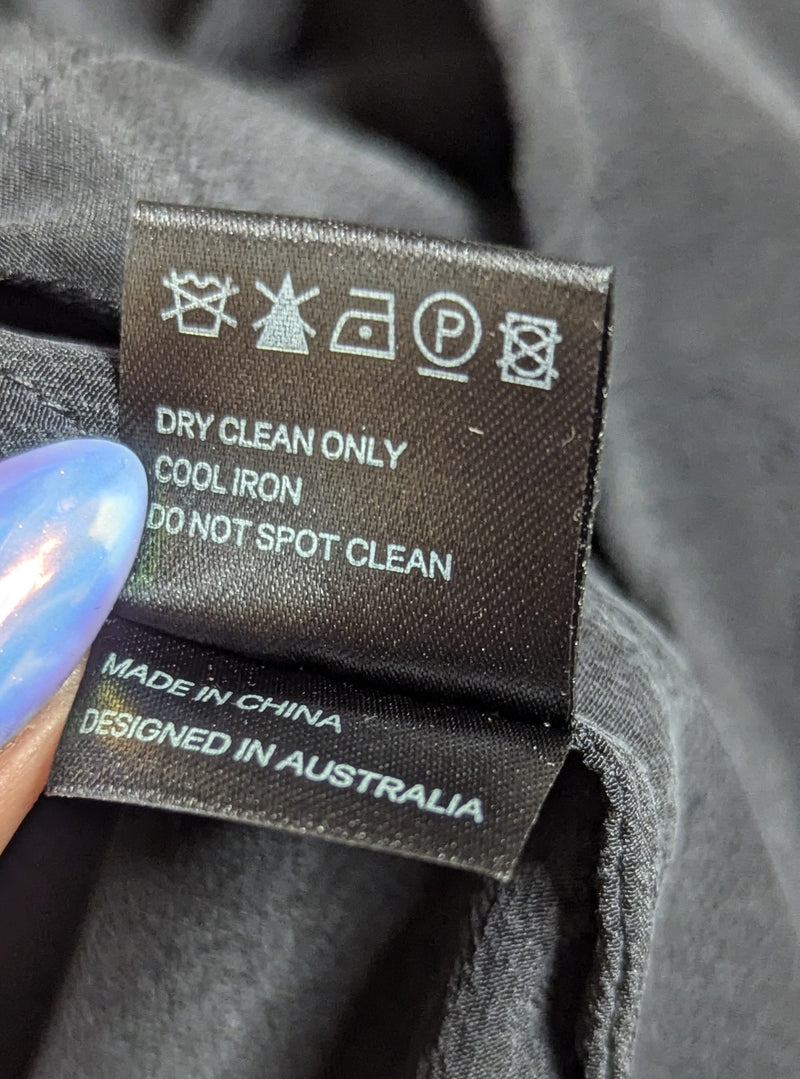 P
DRY CLEAN ONLY
COOL IRON
DO NOT SPOT CLEAN
MADE IN CHINA
DESIGNED IN AUSTRALIA